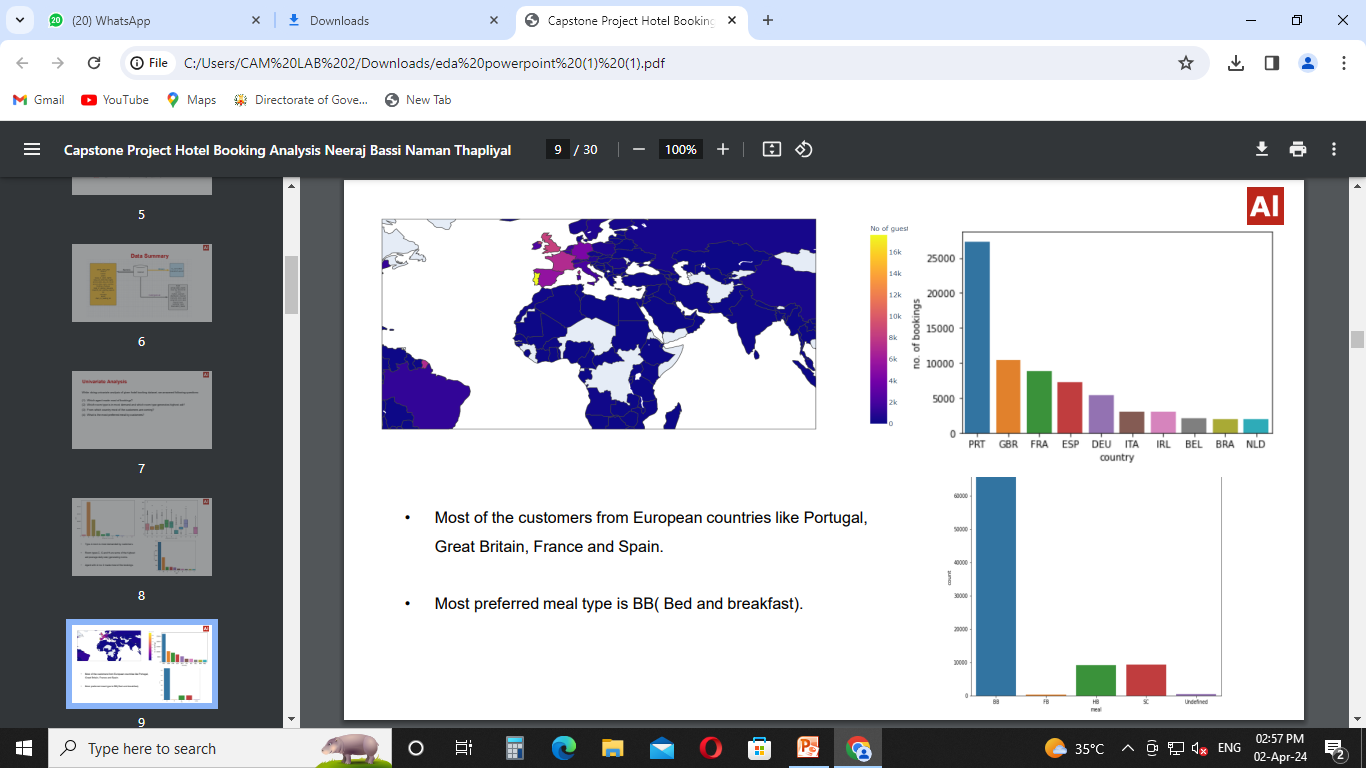 20
(20) WhatsApp
Downloads
Capstone Project Hotel Booking
File
C:/Users/CAM%20LAB%202/Downloads/eda%20powerpoint%20(1)%20(1).pdf
Gmail
YouTube
Maps
Directorate of Gove...
New Tab
Capstone Project Hotel Booking Analysis Neeraj Bassi Naman Thapliyal
9 / 30
100%
5
Data Summary
6
Univariate Analysis
7
8
9
AI
No of guest
16k
14k
12k
10k
8k
6k
4k
2k
0
no. of bookings
25000
20000
15000
10000
5000
0
PRT GBR FRA ESP DEU ITA IRL BEL BRA NLD
country
• Most of the customers from European countries like Portugal,
Great Britain, France and Spain.
• Most preferred meal type is BB( Bed and breakfast).
count
60000
50000
40000
30000
20000
10000
0
BB FB HB SC Undefined
meal
Type here to search
35°C
ENG
02:57 PM
02-Apr-24
2